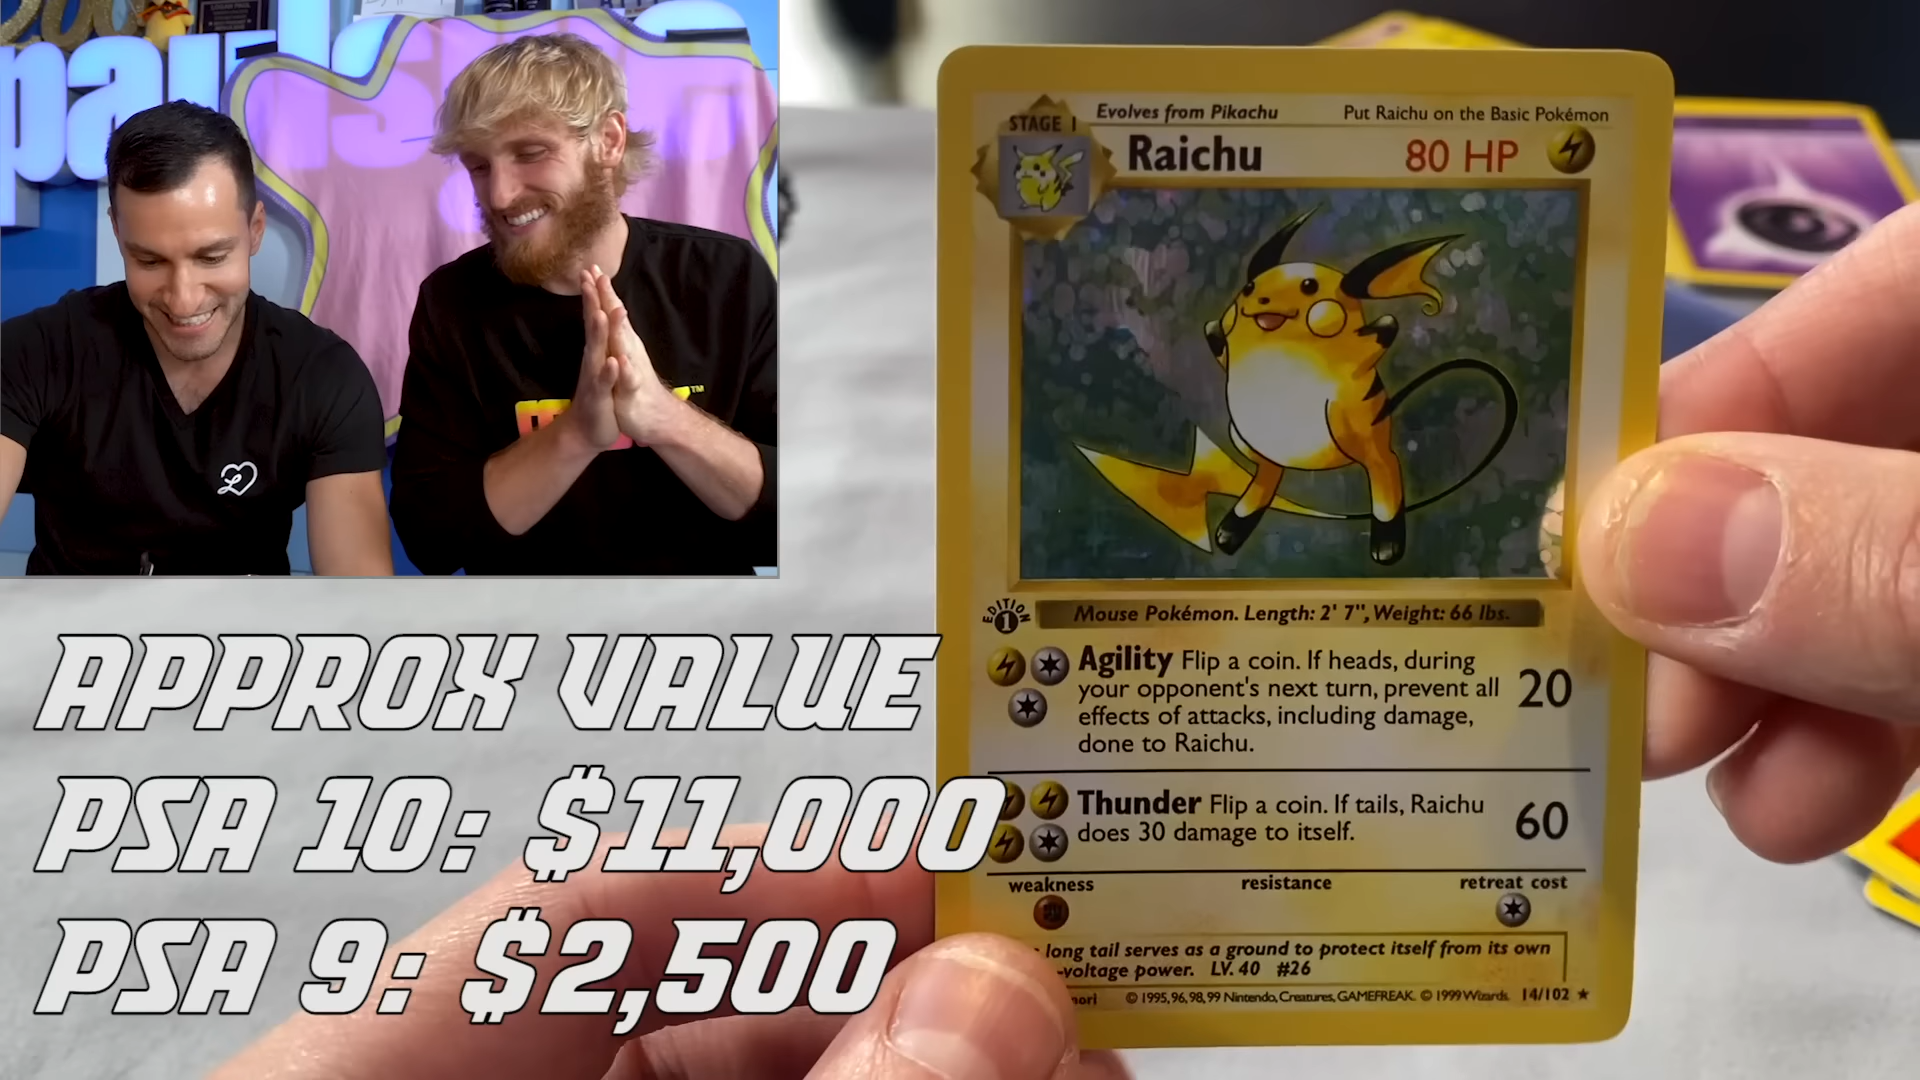 STAGE 1
Evolves from Pikachu
Put Raichu on the Basic Pokémon
Raichu
80 HP
EDITION
1
Mouse Pokémon. Length: 2' 7", Weight: 66 lbs.
Agility Flip a coin. If heads, during
your opponent's next turn, prevent all
effects of attacks, including damage,
done to Raichu.
20
Thunder Flip a coin. If tails, Raichu
does 30 damage to itself.
60
weakness
resistance
retreat cost
long tail serves as a ground to protect itself from its own
-voltage power. LV. 40 #26
© 1995, 96, 98, 99 Nintendo, Creatures, GAMEFREAK. © 1999 Wizards. 14/102 ★
APPROX VALUE
PSA 10: $11,000
PSA 9: $2,500